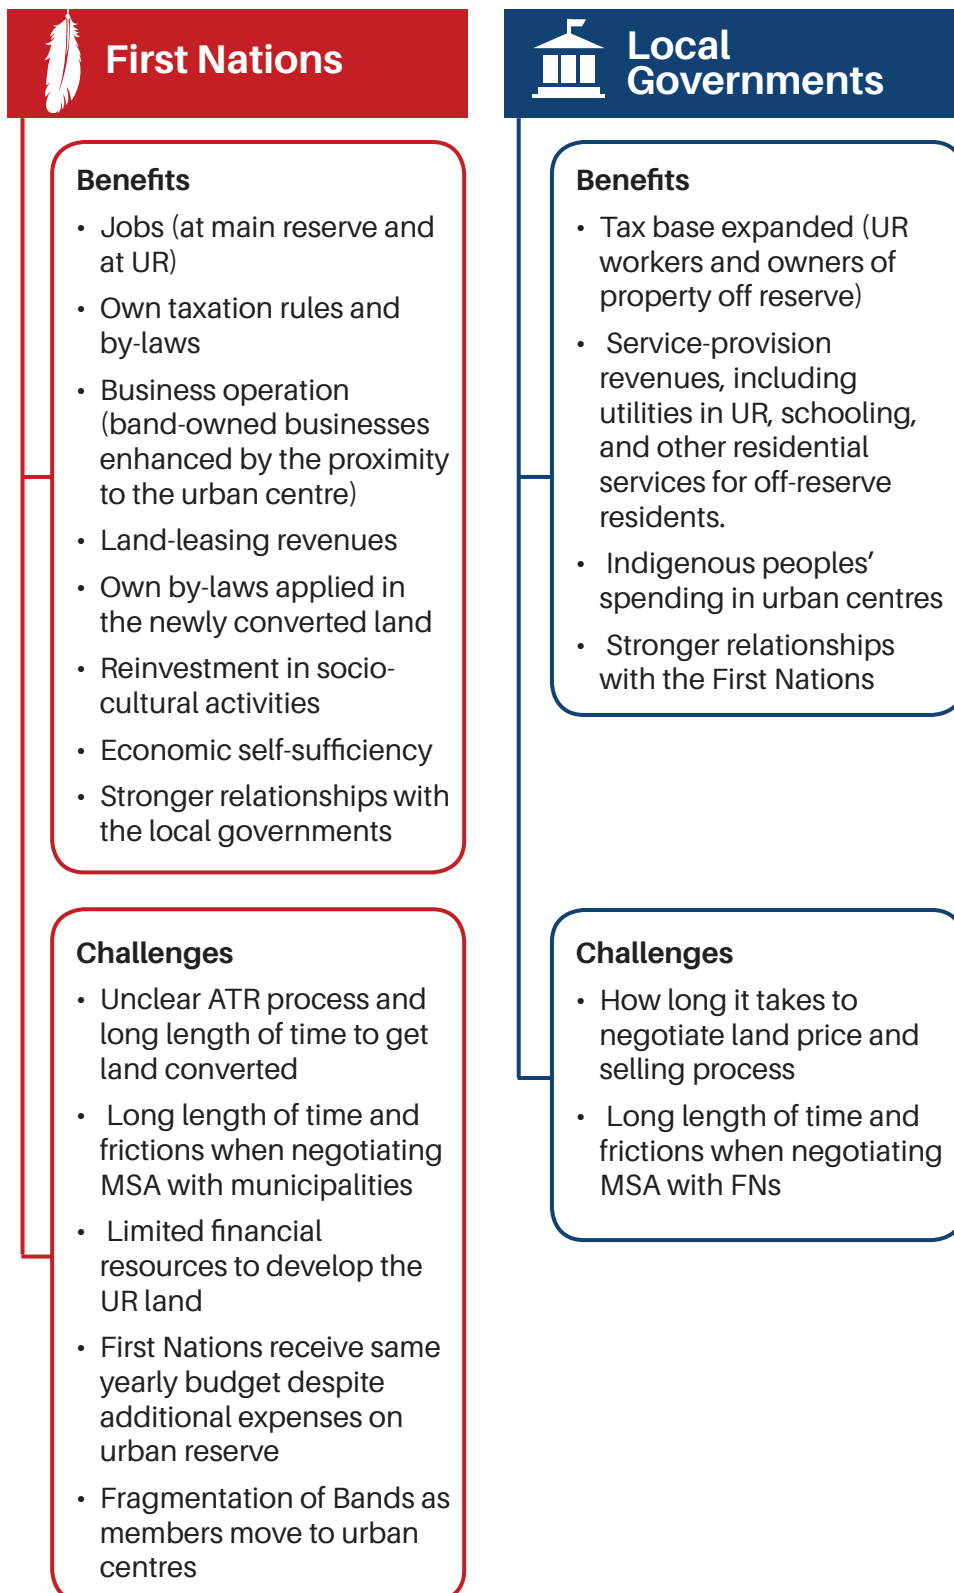 First Nations
Benefits
• Jobs (at main reserve and
at UR)
• Own taxation rules and
by-laws
• Business operation
(band-owned businesses
enhanced by the proximity
to the urban centre)
• Land-leasing revenues
• Own by-laws applied in
the newly converted land
• Reinvestment in socio-
cultural activities
• Economic self-sufficiency
• Stronger relationships with
the local governments
Challenges
• Unclear ATR process and
long length of time to get
land converted
• Long length of time and
frictions when negotiating
MSA with municipalities
• Limited financial
resources to develop the
UR land
• First Nations receive same
yearly budget despite
additional expenses on
urban reserve
• Fragmentation of Bands as
members move to urban
centres
Local
Governments
Benefits
• Tax base expanded (UR
workers and owners of
property off reserve)
• Service-provision
revenues, including
utilities in UR, schooling,
and other residential
services for off-reserve
residents.
• Indigenous peoples’
spending in urban centres
• Stronger relationships
with the First Nations
Challenges
• How long it takes to
negotiate land price and
selling process
• Long length of time and
frictions when negotiating
MSA with FNs